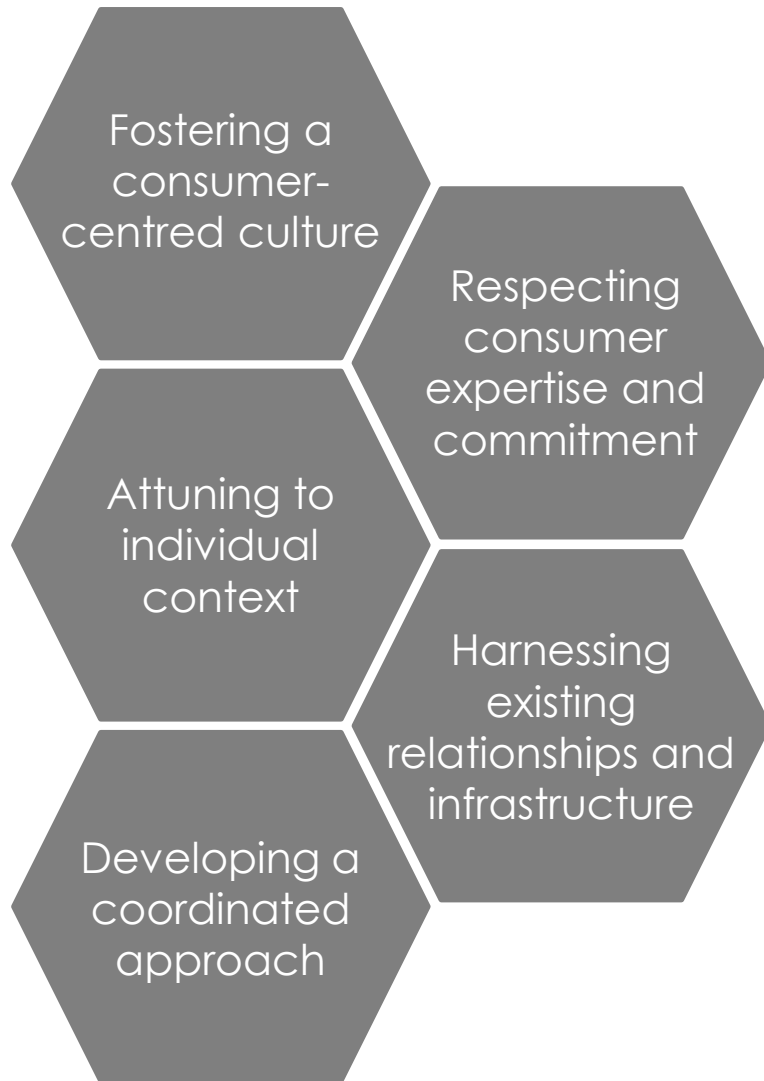 Fostering a
consumer-
centred culture
Respecting
consumer
expertise and
commitment
Attuning to
individual
context
Harnessing
existing
relationships and
infrastructure
Developing a
coordinated
approach